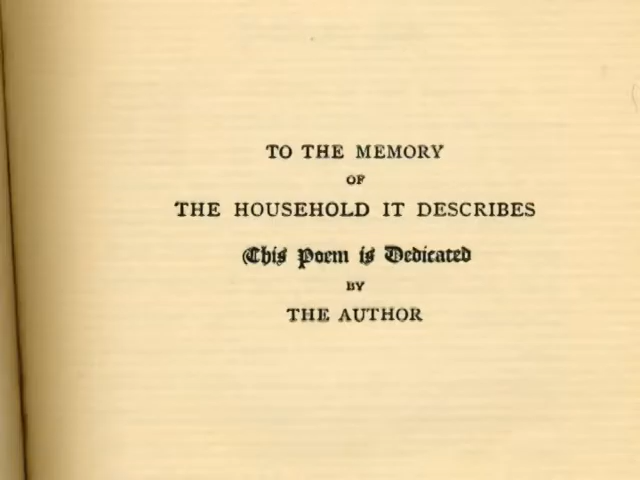 TO THE MEMORY
OF
THE HOUSEHOLD IT DESCRIBES
This Poem is Dedicated
BY
THE AUTHOR